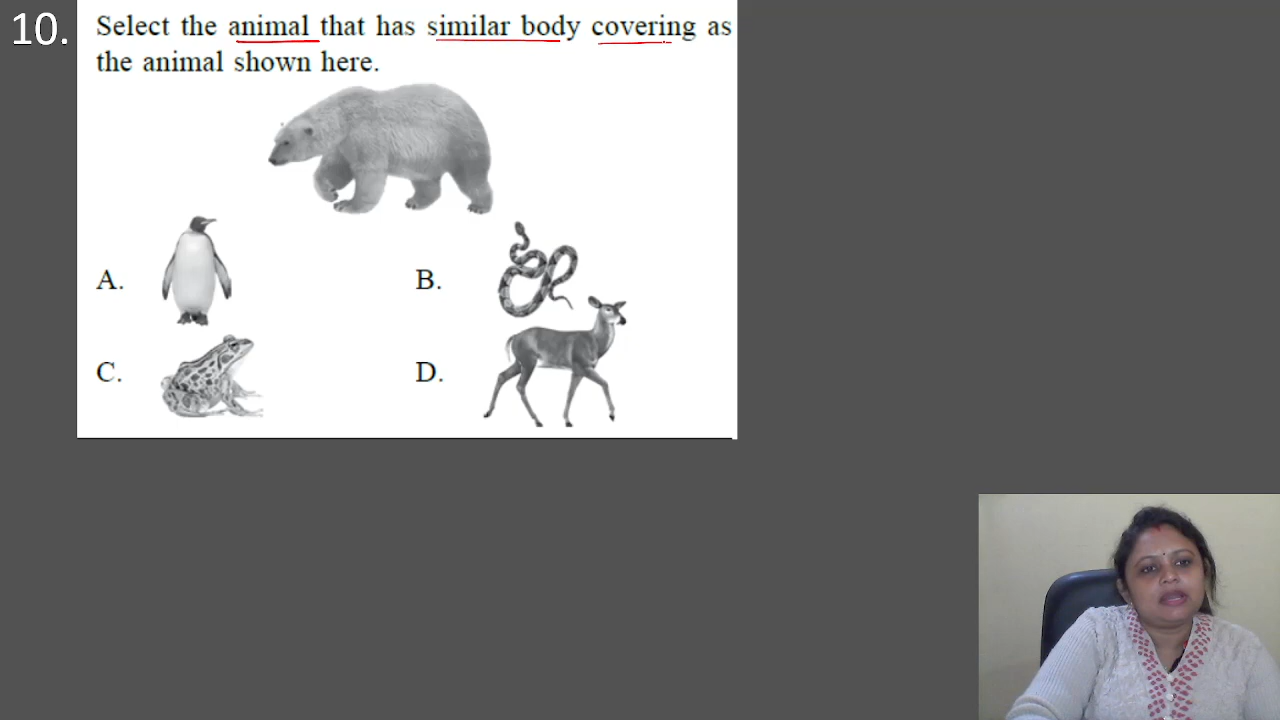 10. Select the animal that has similar body covering as
the animal shown here.
A. B.
C. D.